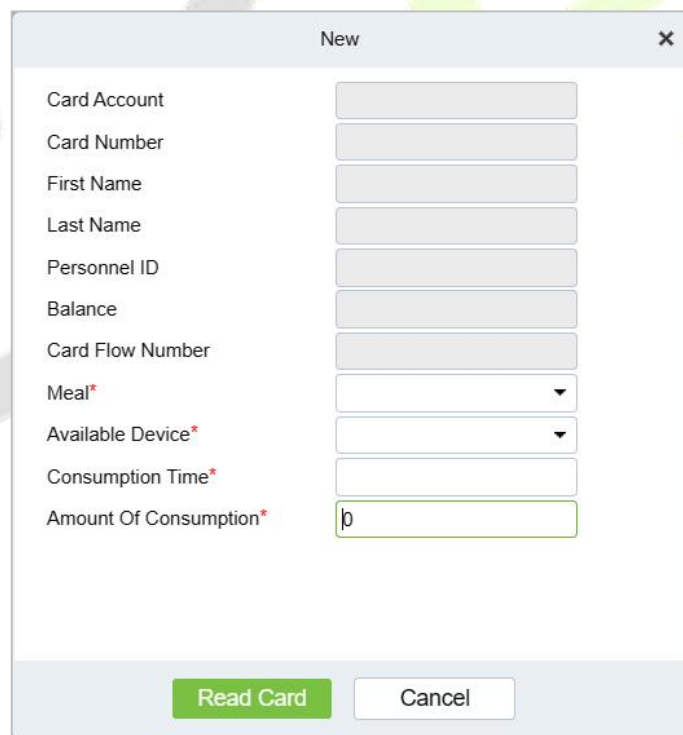 New
Card Account
Card Number
First Name
Last Name
Personnel ID
Balance
Card Flow Number
Meal*
Available Device*
Consumption Time*
Amount Of Consumption* 0
Read Card Cancel